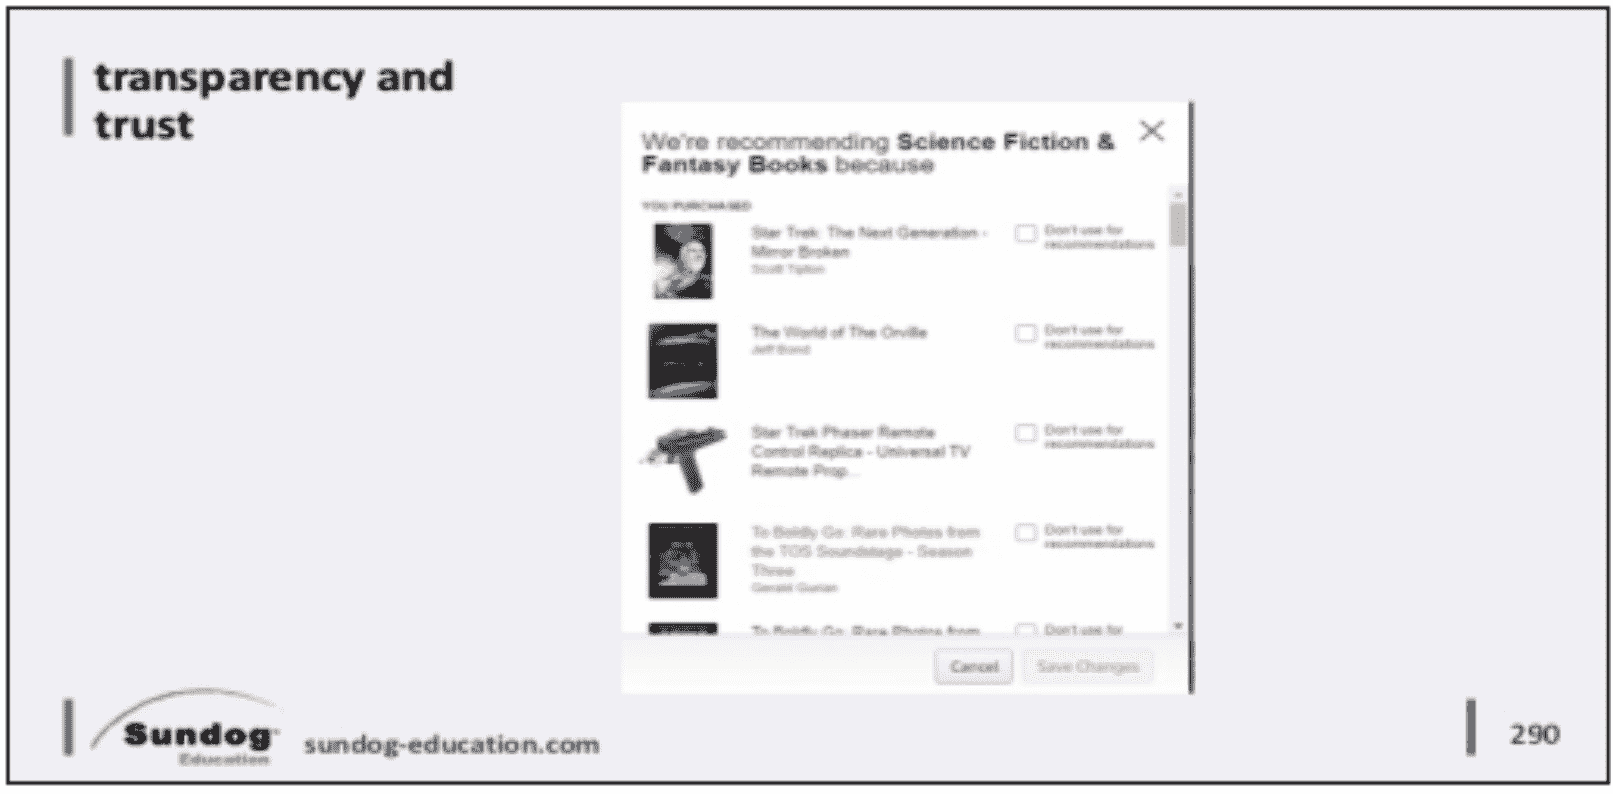 transparency and
trust
We're recommending Science Fiction &
Fantasy Books because
YOU PURCHASED
Star Trek: The Next Generation -
Mirror Broken
Scott Tipton
Don't use for
recommendations
The World of The Orville
Jeff Bond
Don't use for
recommendations
Star Trek Phaser Remote
Control Replica - Universal TV
Remote Prop...
Don't use for
recommendations
To Boldly Go: Rare Photos from
the TOS Soundstage - Season
Three
Gerald Gurian
Don't use for
recommendations
To Boldly Go: Rare Photos from
Don't use for
Cancel
Save Changes
Sundog
Education
sundog-education.com
290